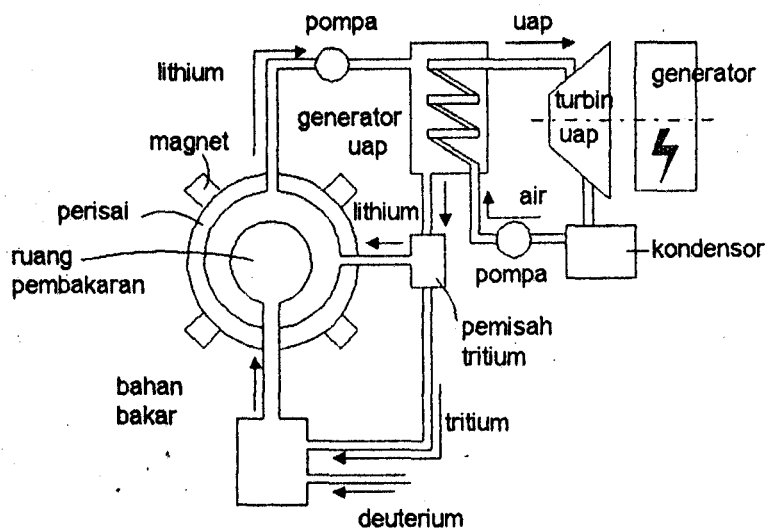 pompa
uap
lithium
generator
uap
turbin
uap
generator
magnet
perisai
lithium
air
ruang
pembakaran
pompa
kondensor
pemisah
tritium
bahan
bakar
tritium
deuterium